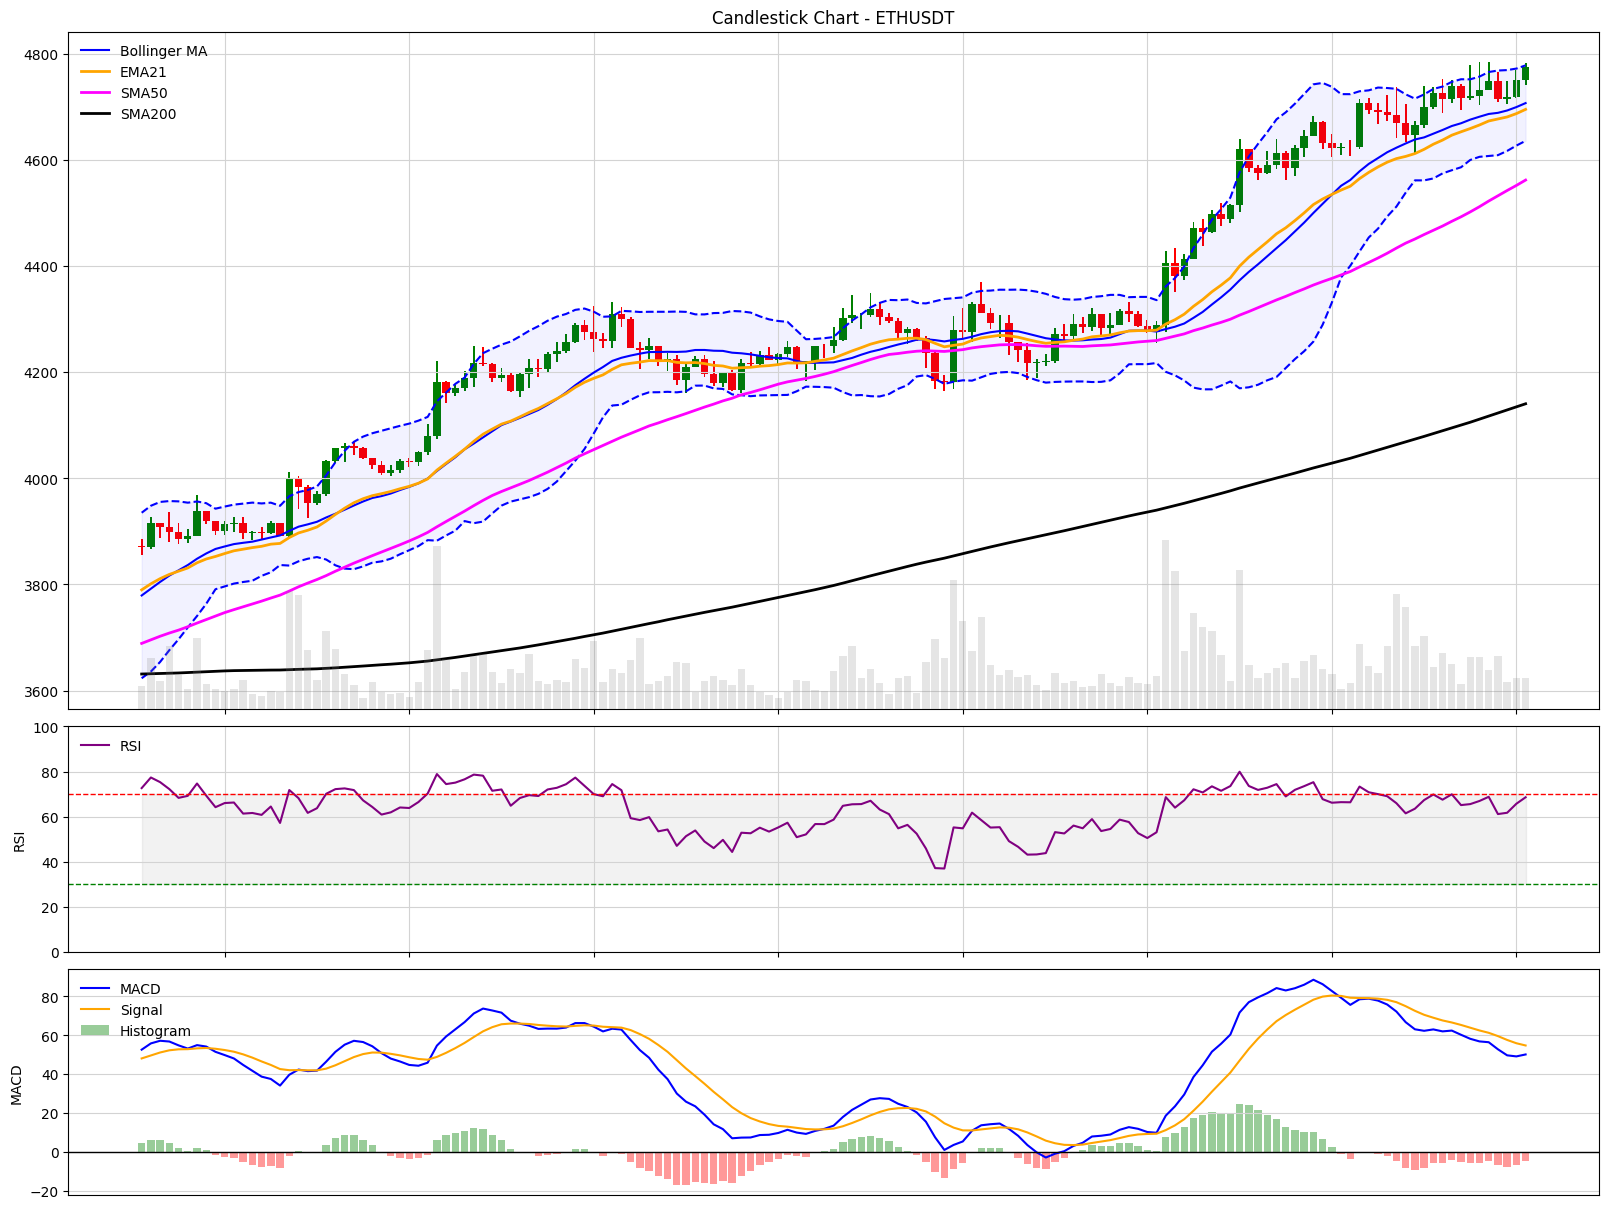 Candlestick Chart - ETHUSDT
Bollinger MA
EMA21
SMA50
SMA200
4800
4600
4400
4200
4000
3800
3600
RSI
100
80
60
40
20
0
RSI
MACD
Signal
Histogram
80
60
40
20
0
−20
MACD